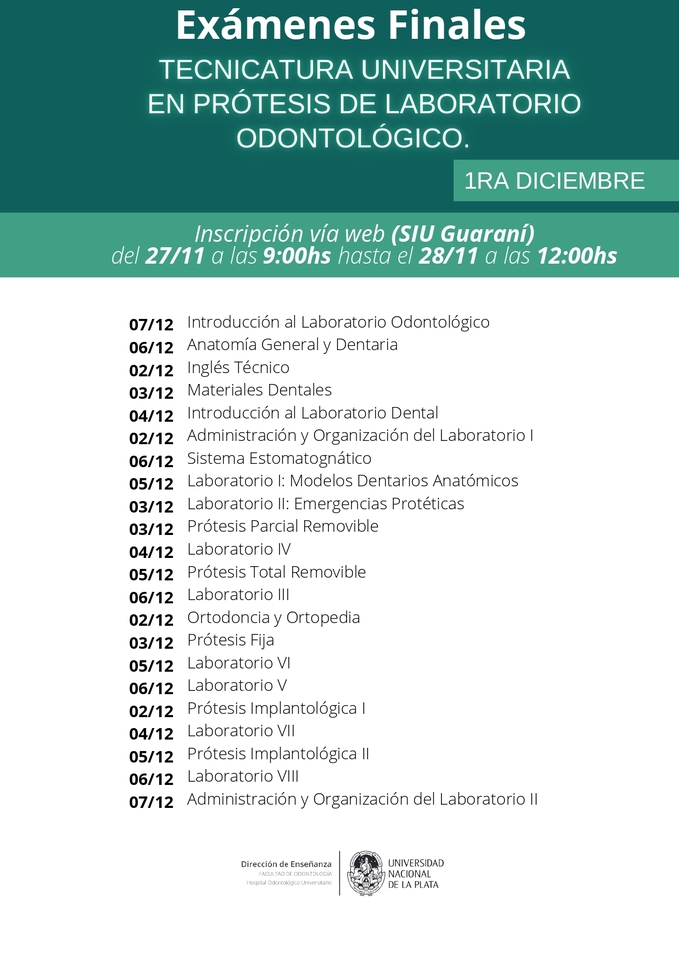 Exámenes Finales
TECNICATURA UNIVERSITARIA
EN PRÓTESIS DE LABORATORIO
ODONTOLÓGICO.
1RA DICIEMBRE
Inscripción vía web (SIU Guaraní)
del 27/11 a las 9:00hs hasta el 28/11 a las 12:00hs
07/12 Introducción al Laboratorio Odontológico
06/12 Anatomía General y Dentaria
02/12 Inglés Técnico
03/12 Materiales Dentales
04/12 Introducción al Laboratorio Dental
02/12 Administración y Organización del Laboratorio I
06/12 Sistema Estomatognático
05/12 Laboratorio I: Modelos Dentarios Anatómicos
03/12 Laboratorio II: Emergencias Protéticas
03/12 Prótesis Parcial Removible
04/12 Laboratorio IV
05/12 Prótesis Total Removible
06/12 Laboratorio III
02/12 Ortodoncia y Ortopedia
03/12 Prótesis Fija
05/12 Laboratorio VI
06/12 Laboratorio V
02/12 Prótesis Implantológica I
04/12 Laboratorio VII
05/12 Prótesis Implantológica II
06/12 Laboratorio VIII
07/12 Administración y Organización del Laboratorio II
Dirección de Enseñanza
FACULTAD DE ODONTOLOGÍA
Hospital Odontológico Universitario
UNIVERSIDAD
NACIONAL
DE LA PLATA